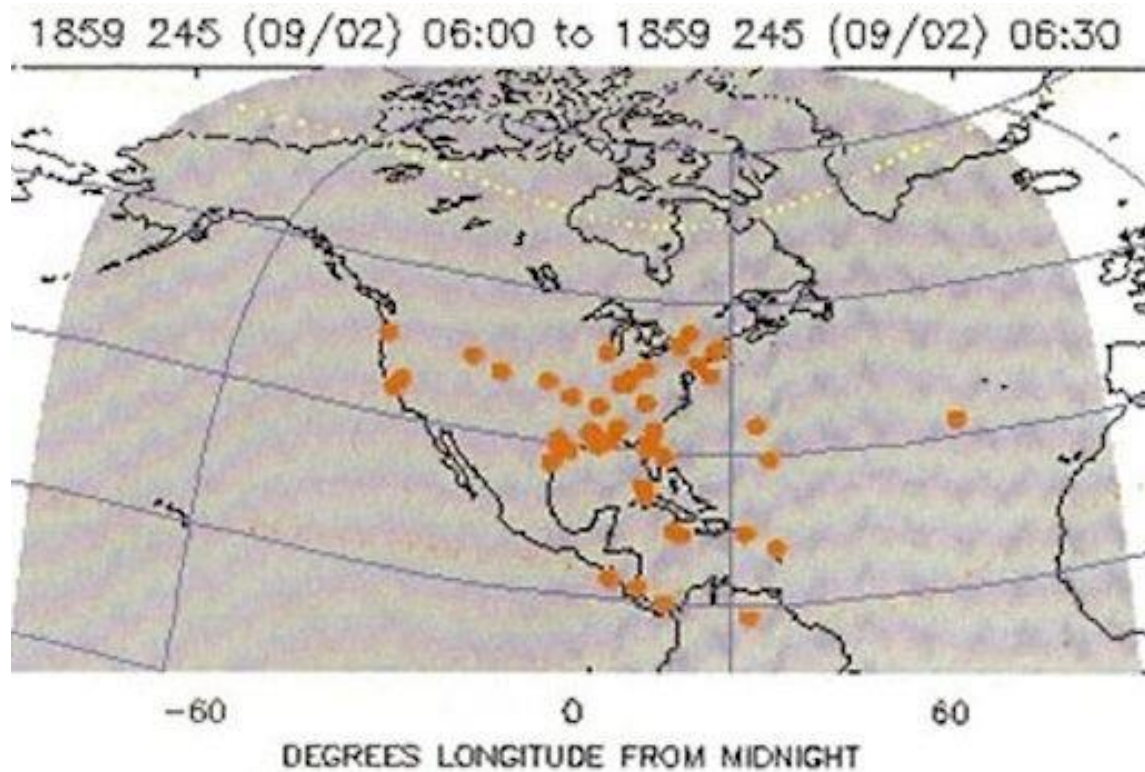 1859 245 (09/02) 06:00 to 1859 245 (09/02) 06:30
-60 0 60
DEGREES LONGITUDE FROM MIDNIGHT